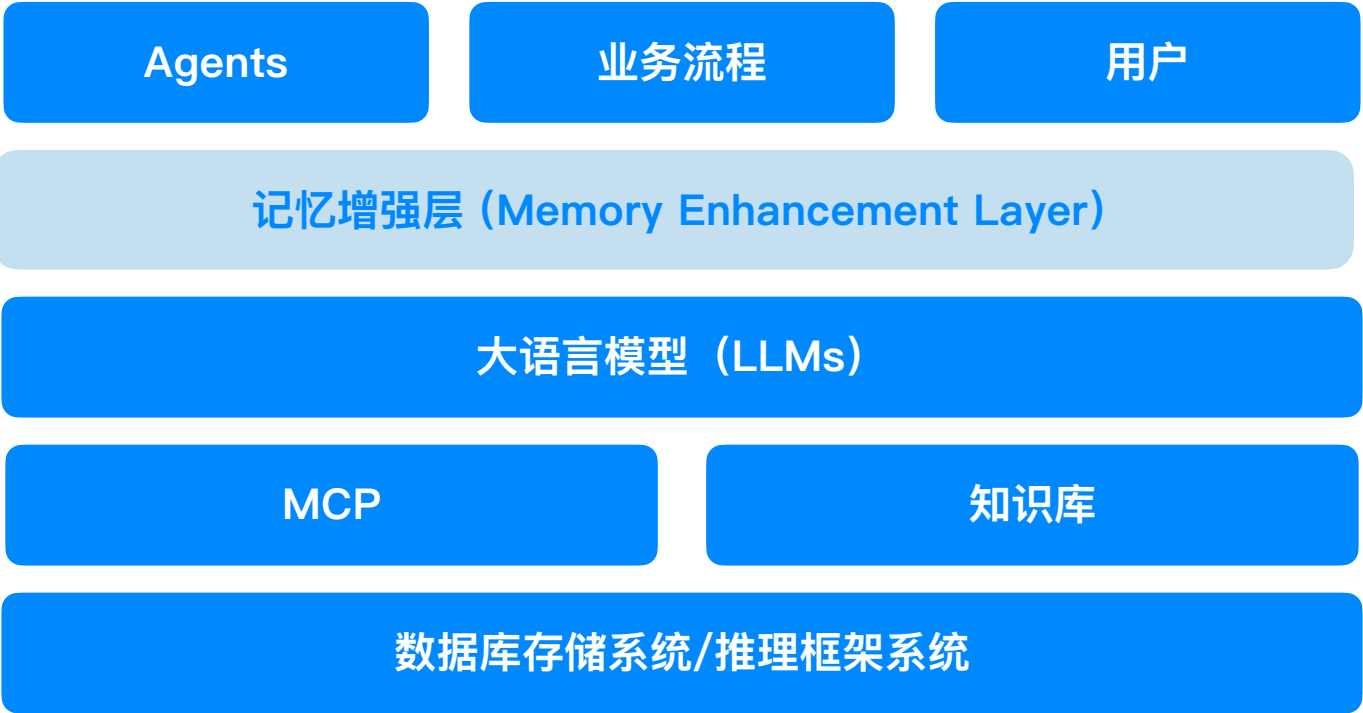 Agents
业务流程
用户
记忆增强层 (Memory Enhancement Layer)
大语言模型（LLMs）
MCP
知识库
数据库存储系统/推理框架系统